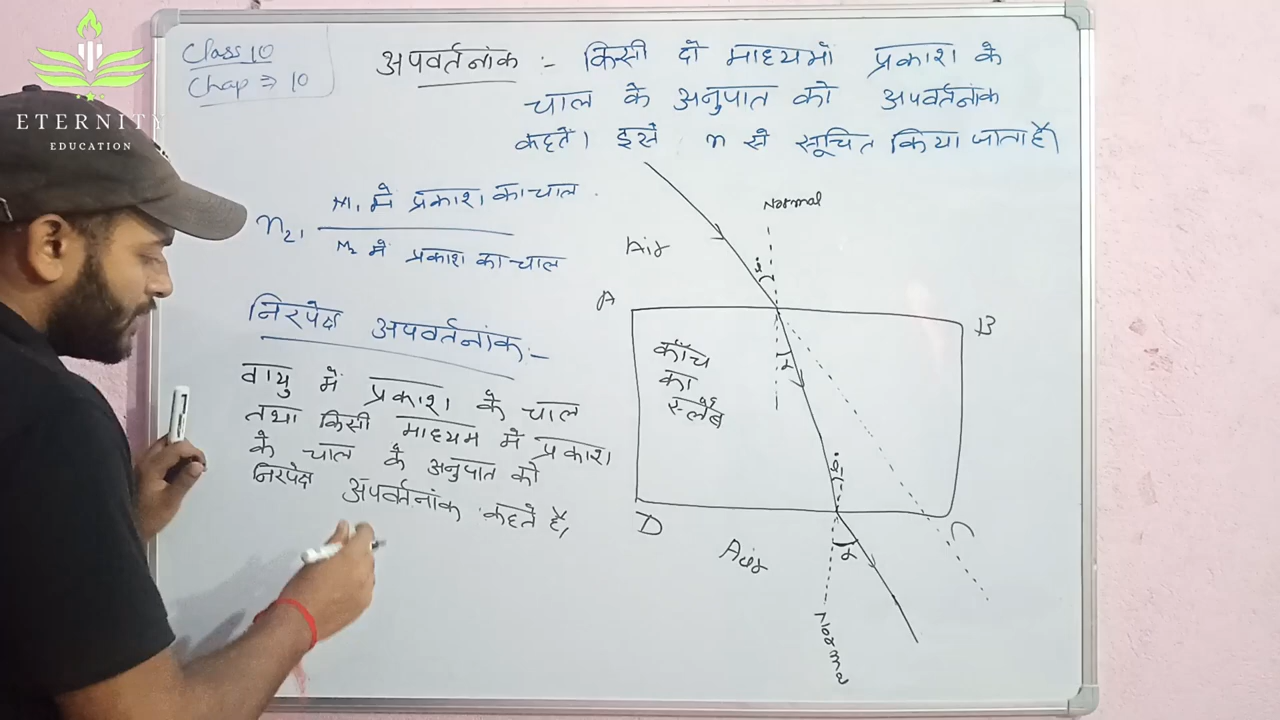 ETERNITY
EDUCATION
Class 10
Chap ⇒ 10
अपवर्तनांक :- किसी दो माध्यमों प्रकाश के
चाल के अनुपात को अपवर्तनांक
कहते। इसे n से सूचित किया जाता है।
n₂₁ M₁ में प्रकाश का चाल
M₂ में प्रकाश का चाल
निरपेक्ष अपवर्तनांक:-
वायु में प्रकाश के चाल
तथा किसी माध्यम में प्रकाश
के चाल के अनुपात को
निरपेक्ष अपवर्तनांक कहते है,
Normal
Air
i
A
B
काँच
का
स्लैब
r
i
D
C
Air
r